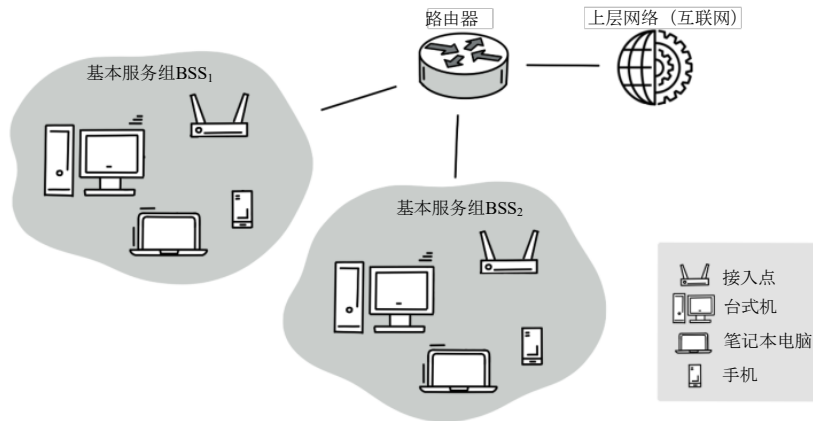 路由器
上层网络（互联网）
基本服务组BSS₁
基本服务组BSS₂
接入点
台式机
笔记本电脑
手机